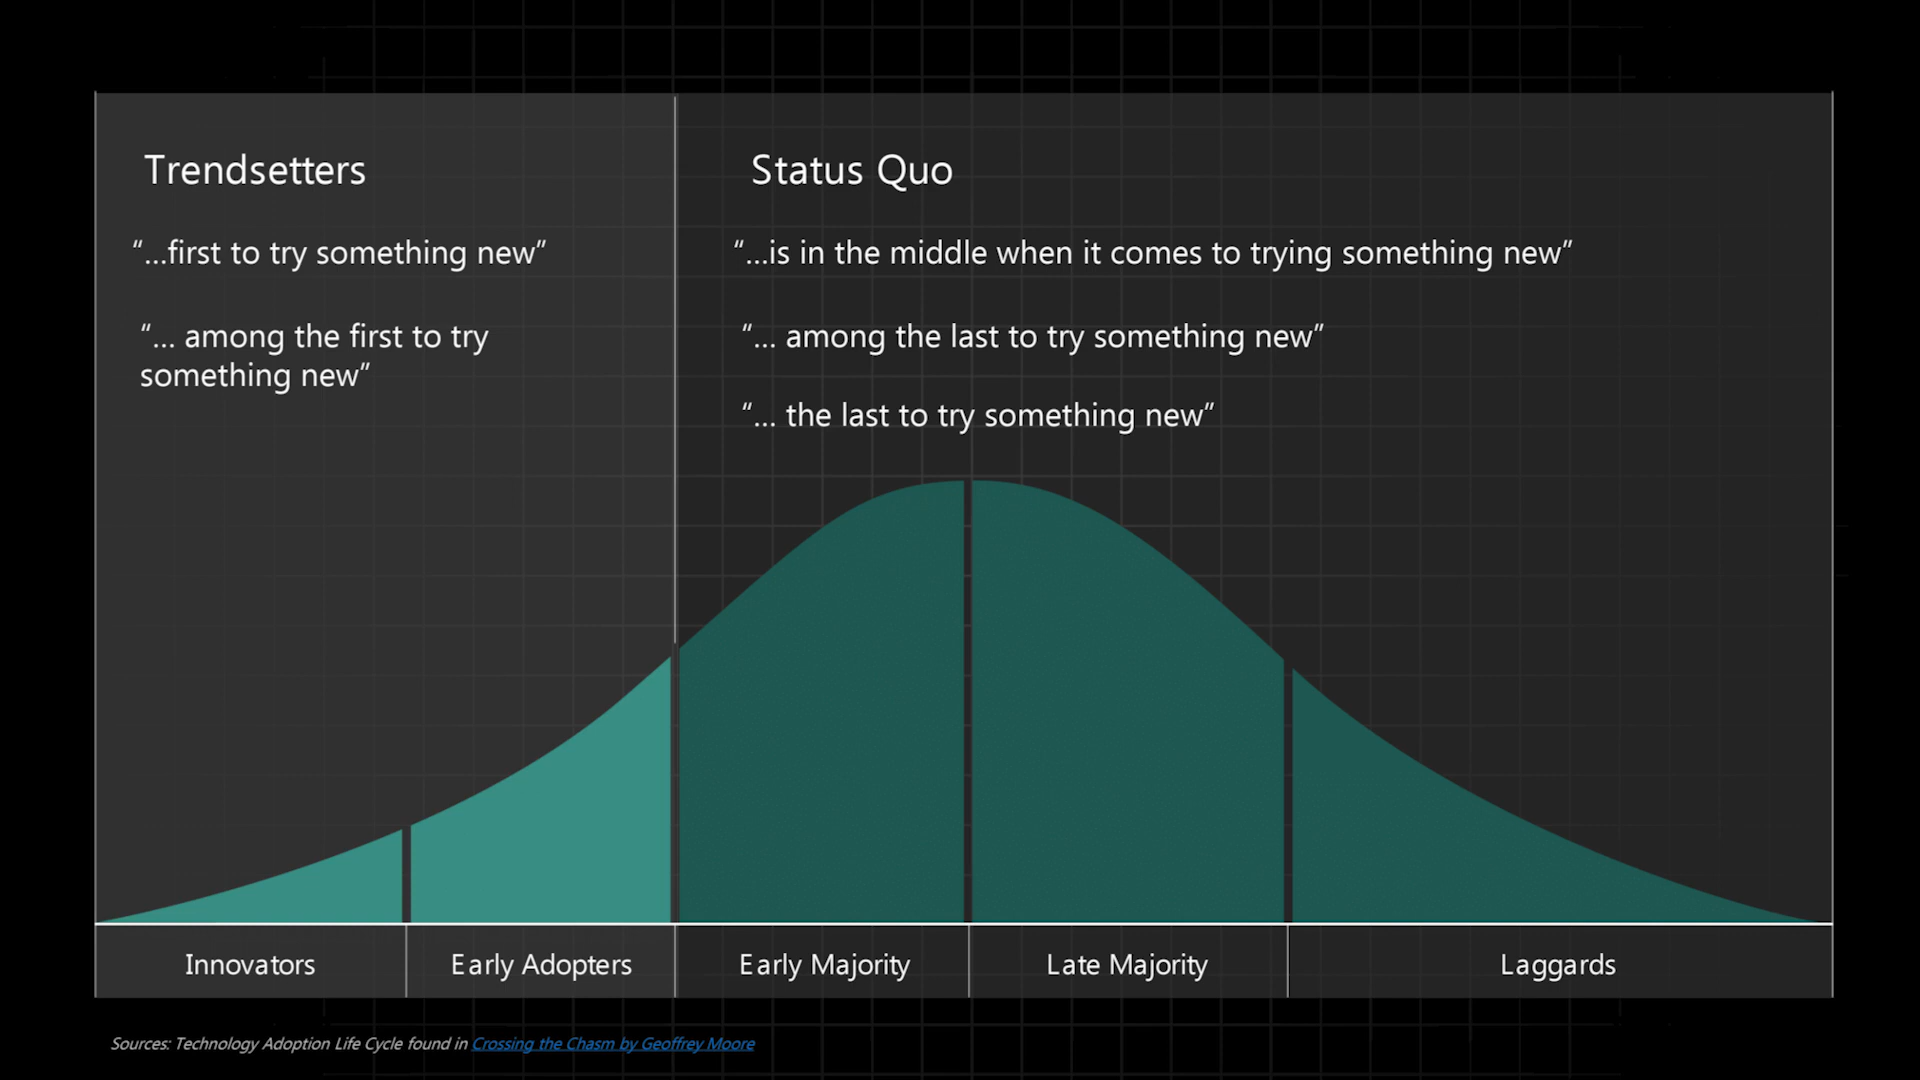 Trendsetters
“...first to try something new”
“... among the first to try
something new”
Status Quo
“...is in the middle when it comes to trying something new”
“... among the last to try something new”
“... the last to try something new”
Innovators
Early Adopters
Early Majority
Late Majority
Laggards
Sources: Technology Adoption Life Cycle found in Crossing the Chasm by Geoffrey Moore